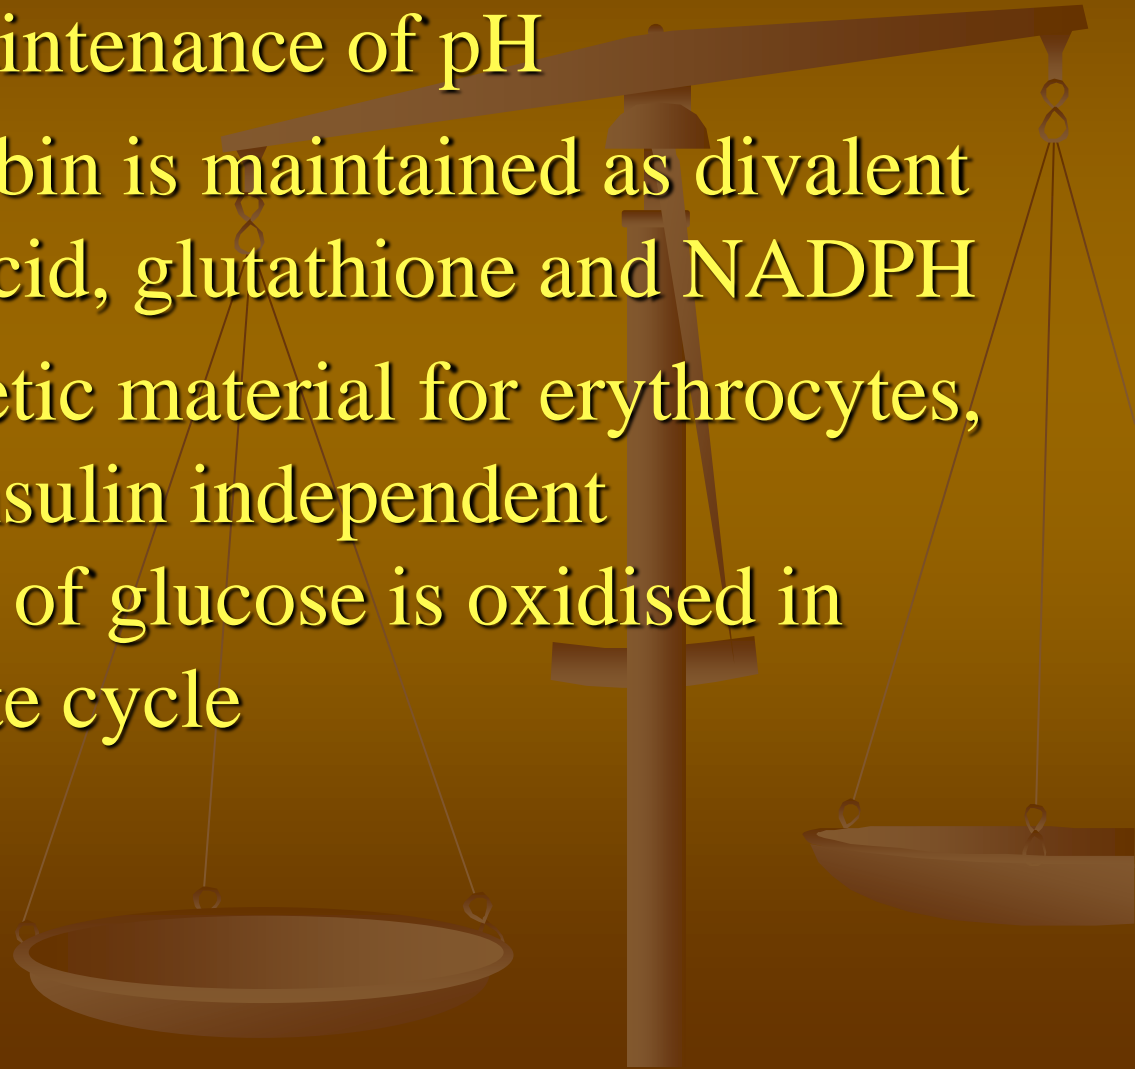 intenance of pH
bin is maintained as divalent
cid, glutathione and NADPH
etic material for erythrocytes,
sulin independent
of glucose is oxidised in
te cycle